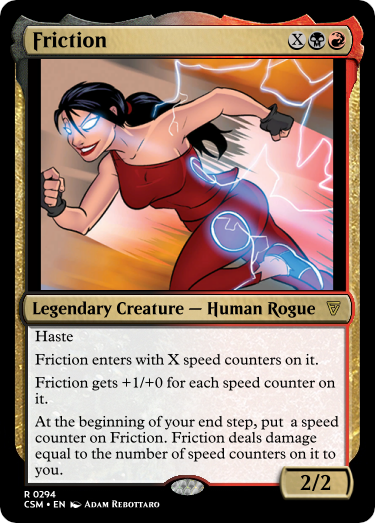 Friction X
Legendary Creature — Human Rogue
Haste
Friction enters with X speed counters on it.
Friction gets +1/+0 for each speed counter on
it.
At the beginning of your end step, put  a speed
counter on Friction. Friction deals damage
equal to the number of speed counters on it to
you.
2/2
R 0294
CSM • EN Adam Rebottaro